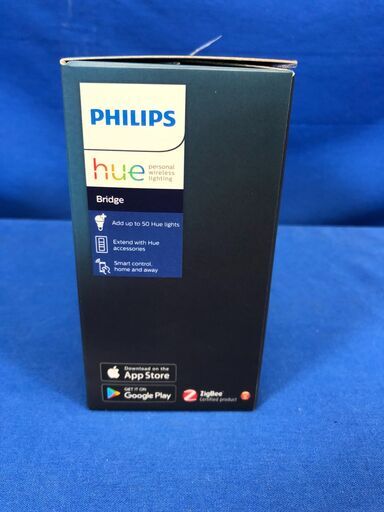 PHILIPS
hue personal
wireless
lighting
Bridge
Add up to 50 Hue lights
Extend with Hue
accessories
Smart control,
home and away
Download on the
App Store
GET IT ON
Google Play
ZigBee
Certified product